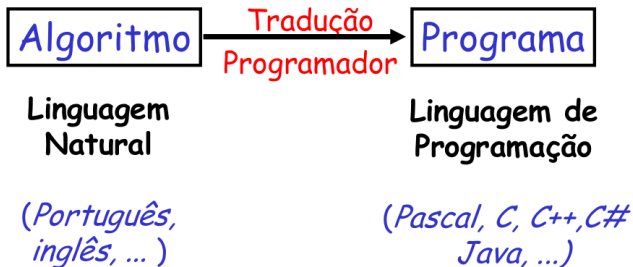 Algoritmo
Tradução
Programador
Programa
Linguagem
Natural
Linguagem de
Programação
(Português,
inglês, ... )
(Pascal, C, C++,C#
Java, ...)